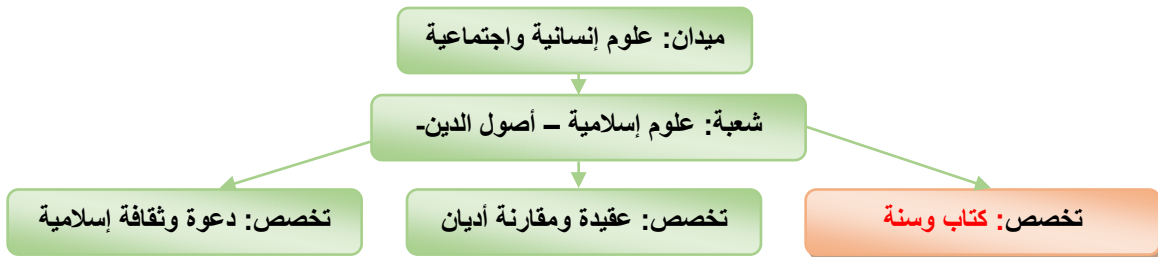 ميدان: علوم إنسانية واجتماعية
شعبة: علوم إسلامية – أصول الدين-
تخصص: كتاب وسنة
تخصص: عقيدة ومقارنة أديان
تخصص: دعوة وثقافة إسلامية